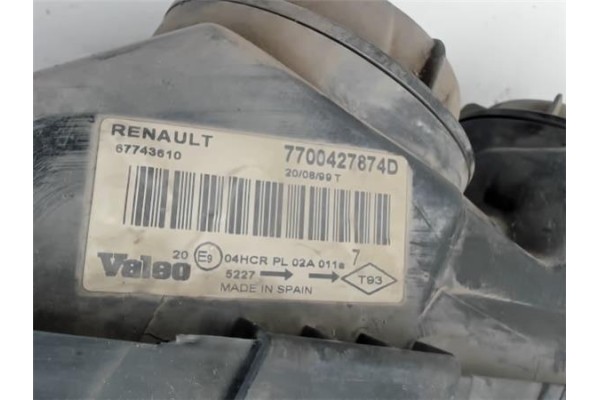 RENAULT 7700427874D
67743610 20/08/99 T
20 E9 04HCR PL 02A 011a 7
Valeo 5227 T93
MADE IN SPAIN